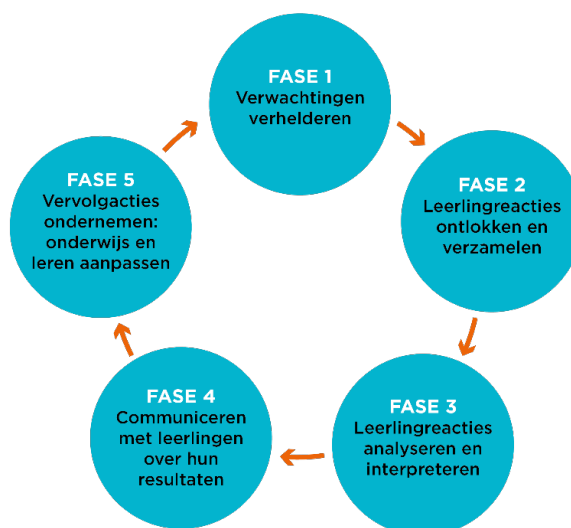 FASE 1
Verwachtingen
verhelderen
FASE 2
Leerlingreacties
ontlokken en
verzamelen
FASE 3
Leerlingreacties
analyseren en
interpreteren
FASE 4
Communiceren
met leerlingen
over hun
resultaten
FASE 5
Vervolgacties
ondernemen:
onderwijs en
leren aanpassen